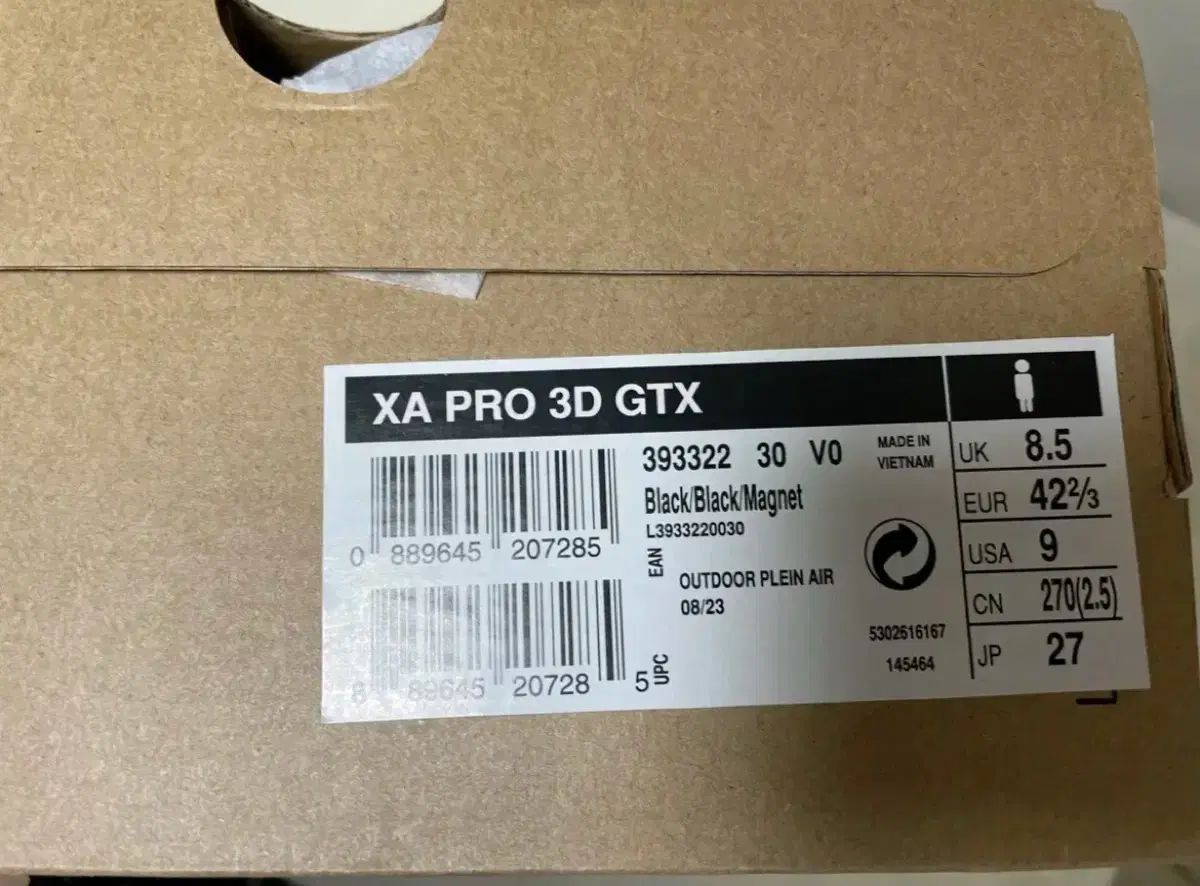 XA PRO 3D GTX
393322 30 V0
MADE IN
VIETNAM
Black/Black/Magnet
L3933220030
0 889645 207285
EAN
OUTDOOR PLEIN AIR
08/23
5302616167
145464
8 89645 20728 5
UPC
UK 8.5
EUR 42⅔
USA 9
CN 270(2.5)
JP 27